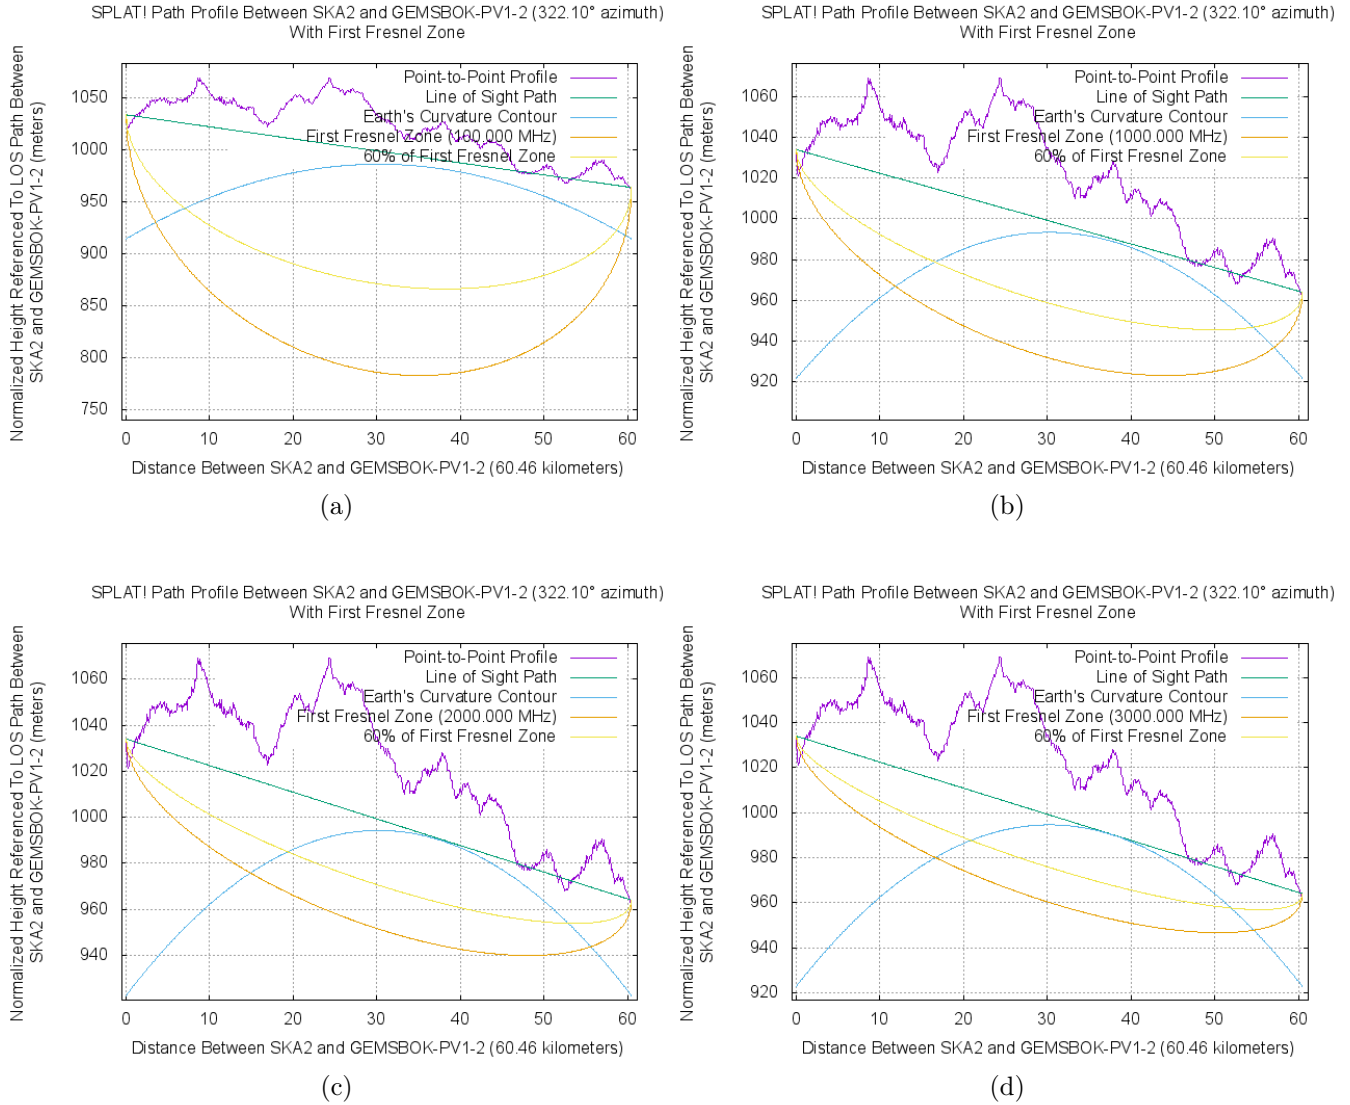 SPLAT! Path Profile Between SKA2 and GEMSBOK-PV1-2 (322.10° azimuth)
With First Fresnel Zone
Normalized Height Referenced To LOS Path Between
SKA2 and GEMSBOK-PV1-2 (meters)
Point-to-Point Profile
Line of Sight Path
Earth's Curvature Contour
First Fresnel Zone (100.000 MHz)
60% of First Fresnel Zone
1050
1000
950
900
850
800
750
0 10 20 30 40 50 60
Distance Between SKA2 and GEMSBOK-PV1-2 (60.46 kilometers)
(a)
SPLAT! Path Profile Between SKA2 and GEMSBOK-PV1-2 (322.10° azimuth)
With First Fresnel Zone
Normalized Height Referenced To LOS Path Between
SKA2 and GEMSBOK-PV1-2 (meters)
Point-to-Point Profile
Line of Sight Path
Earth's Curvature Contour
First Fresnel Zone (1000.000 MHz)
60% of First Fresnel Zone
1060
1040
1020
1000
980
960
940
920
0 10 20 30 40 50 60
Distance Between SKA2 and GEMSBOK-PV1-2 (60.46 kilometers)
(b)
SPLAT! Path Profile Between SKA2 and GEMSBOK-PV1-2 (322.10° azimuth)
With First Fresnel Zone
Normalized Height Referenced To LOS Path Between
SKA2 and GEMSBOK-PV1-2 (meters)
Point-to-Point Profile
Line of Sight Path
Earth's Curvature Contour
First Fresnel Zone (2000.000 MHz)
60% of First Fresnel Zone
1060
1040
1020
1000
980
960
940
0 10 20 30 40 50 60
Distance Between SKA2 and GEMSBOK-PV1-2 (60.46 kilometers)
(c)
SPLAT! Path Profile Between SKA2 and GEMSBOK-PV1-2 (322.10° azimuth)
With First Fresnel Zone
Normalized Height Referenced To LOS Path Between
SKA2 and GEMSBOK-PV1-2 (meters)
Point-to-Point Profile
Line of Sight Path
Earth's Curvature Contour
First Fresnel Zone (3000.000 MHz)
60% of First Fresnel Zone
1060
1040
1020
1000
980
960
940
920
0 10 20 30 40 50 60
Distance Between SKA2 and GEMSBOK-PV1-2 (60.46 kilometers)
(d)